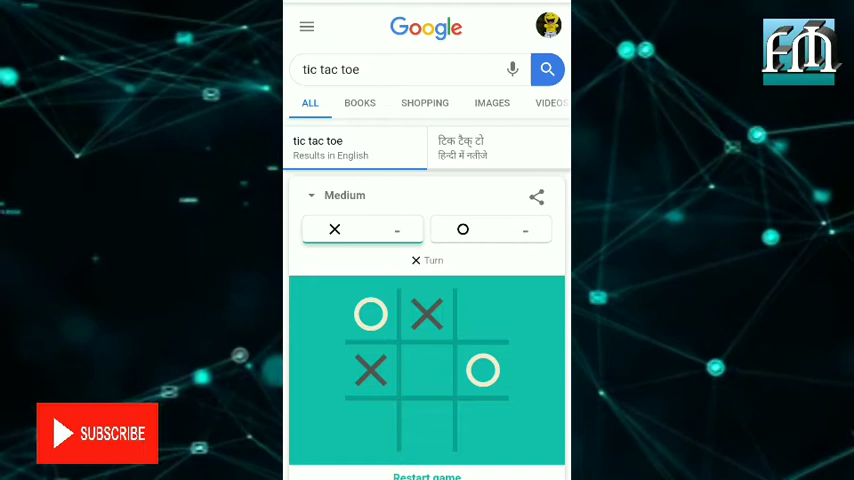 Google
tic tac toe
ALL BOOKS SHOPPING IMAGES VIDEOS
tic tac toe
Results in English
टिक टैक् टो
हिन्दी में नतीजे
Medium
-
-
Turn
Restart game
SUBSCRIBE